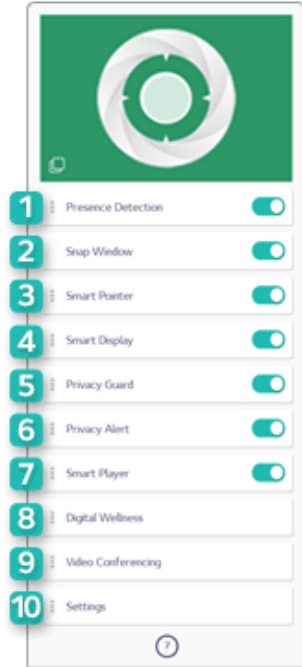 1 Presence Detection
2 Snap Window
3 Smart Pointer
4 Smart Display
5 Privacy Guard
6 Privacy Alert
7 Smart Player
8 Digital Wellness
9 Video Conferencing
10 Settings
?